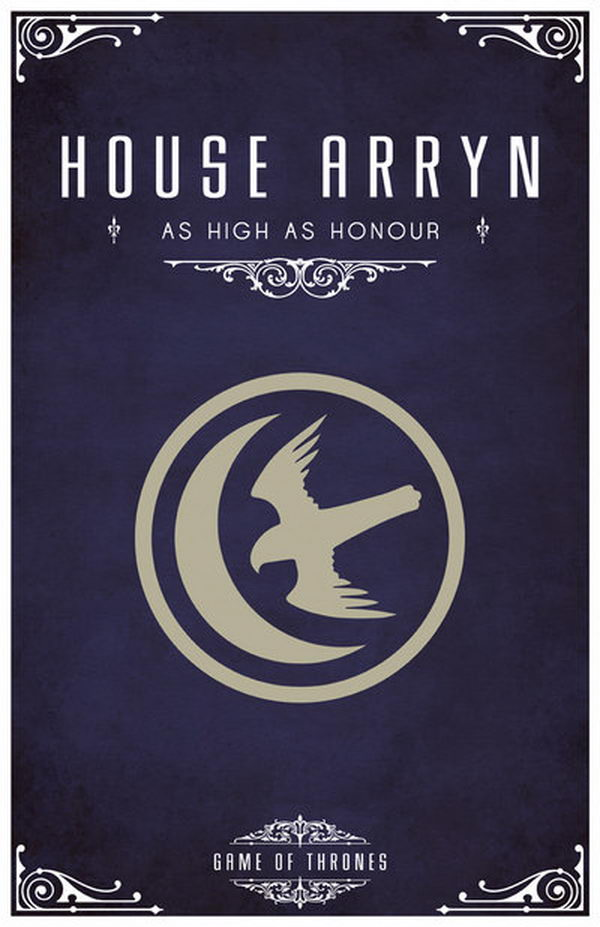 HOUSE ARRYN
AS HIGH AS HONOUR
GAME OF THRONES